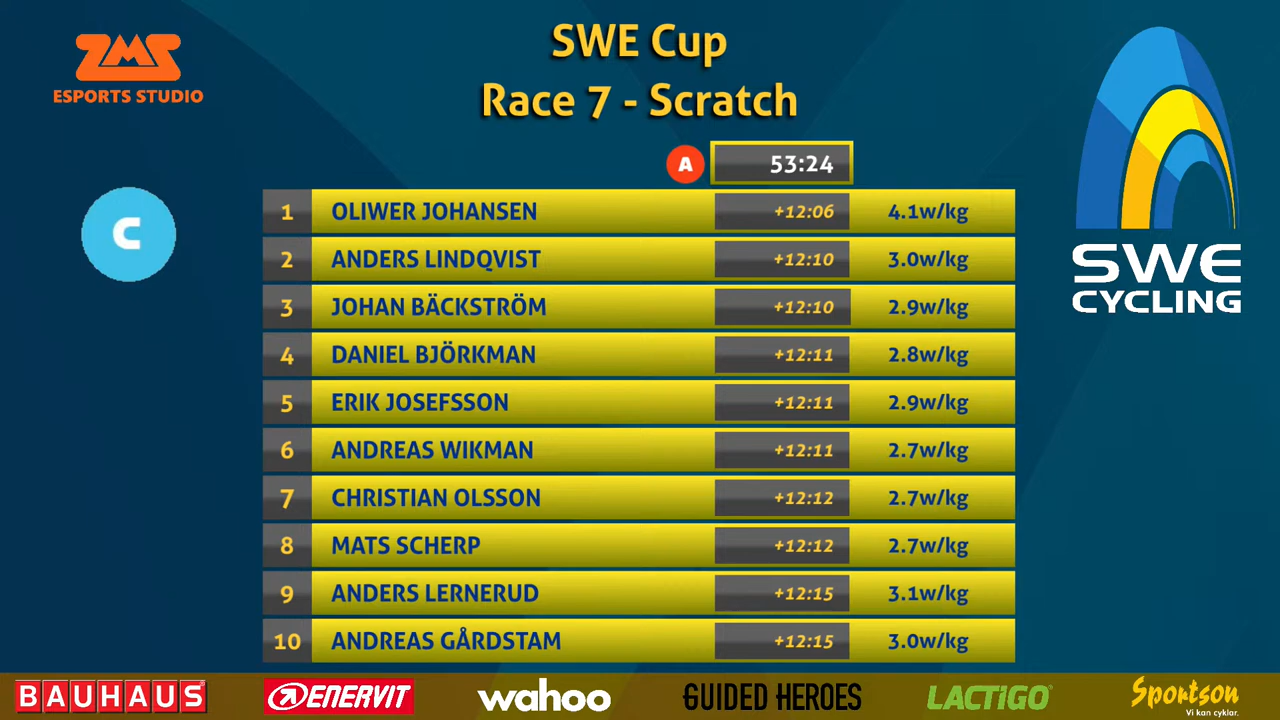 ZMS
ESPORTS STUDIO
SWE Cup
Race 7 - Scratch
A 53:24
C
1 OLIWER JOHANSEN +12:06 4.1w/kg
2 ANDERS LINDQVIST +12:10 3.0w/kg
3 JOHAN BÄCKSTRÖM +12:10 2.9w/kg
4 DANIEL BJÖRKMAN +12:11 2.8w/kg
5 ERIK JOSEFSSON +12:11 2.9w/kg
6 ANDREAS WIKMAN +12:11 2.7w/kg
7 CHRISTIAN OLSSON +12:12 2.7w/kg
8 MATS SCHERP +12:12 2.7w/kg
9 ANDERS LERNERUD +12:15 3.1w/kg
10 ANDREAS GÅRDSTAM +12:15 3.0w/kg
SWE
CYCLING
BAUHAUS ENERVIT wahoo GUIDED HEROES LACTIGO Sportson
Vi kan cyklar.